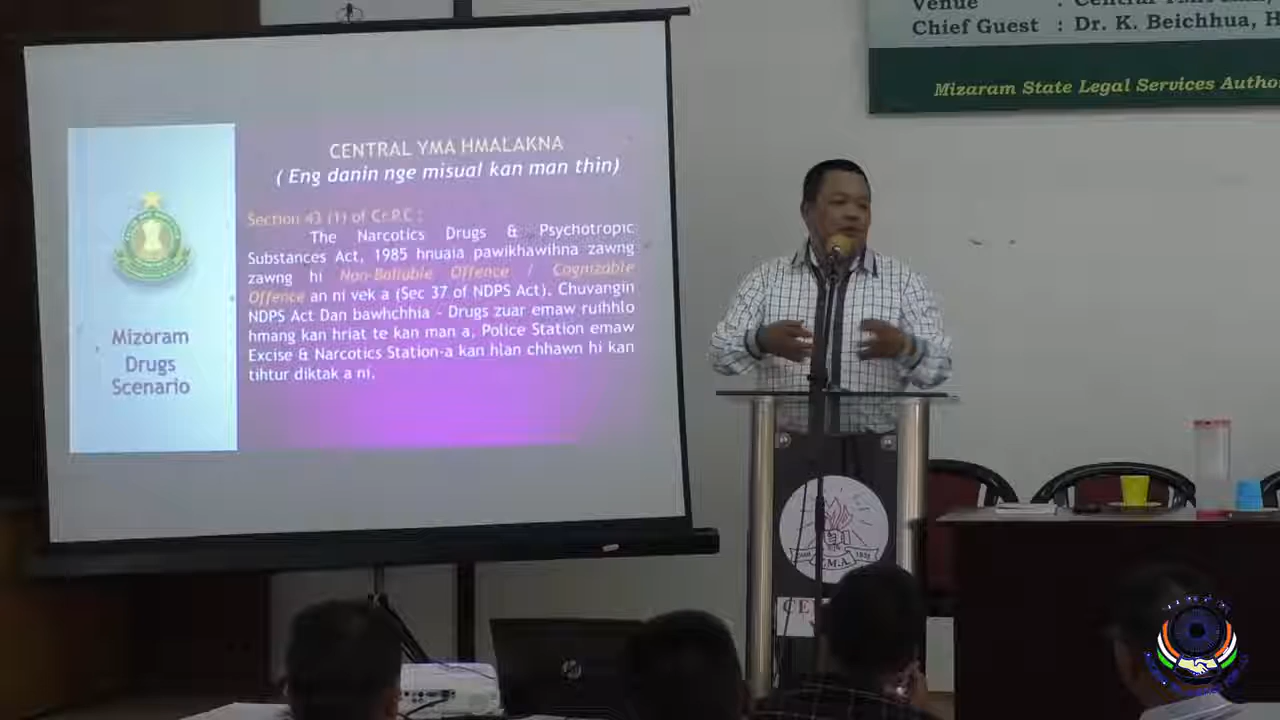 Venue : Central
Chief Guest : Dr. K. Beichhua, H
Mizaram State Legal Services Autho
CENTRAL YMA HMALAKNA
( Eng danin nge misual kan man thin)
Section 43 (1) of Cr.P.C :
The Narcotics Drugs & Psychotropic
Substances Act, 1985 hnuaia pawikhawihna zawng
zawng hi Non-Bailable Offence / Cognizable
Offence an ni vek a (Sec 37 of NDPS Act), Chuvangin
NDPS Act Dan bawhchhia - Drugs zuar emaw ruihhlo
hmang kan hriat te kan man a, Police Station emaw
Excise & Narcotics Station-a kan hlan chhawn hi kan
tihtur diktak a ni.
Mizoram
Drugs
Scenario
Y.M.A
1935
CE